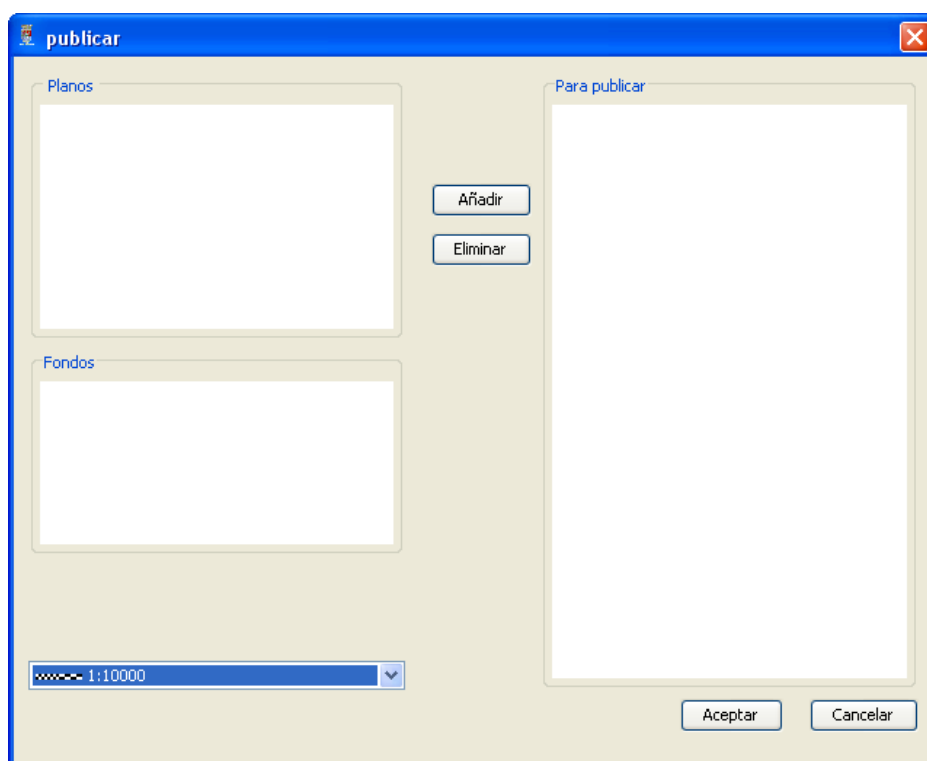 publicar
Planos
Para publicar
Añadir
Eliminar
Fondos
1:10000
Aceptar
Cancelar